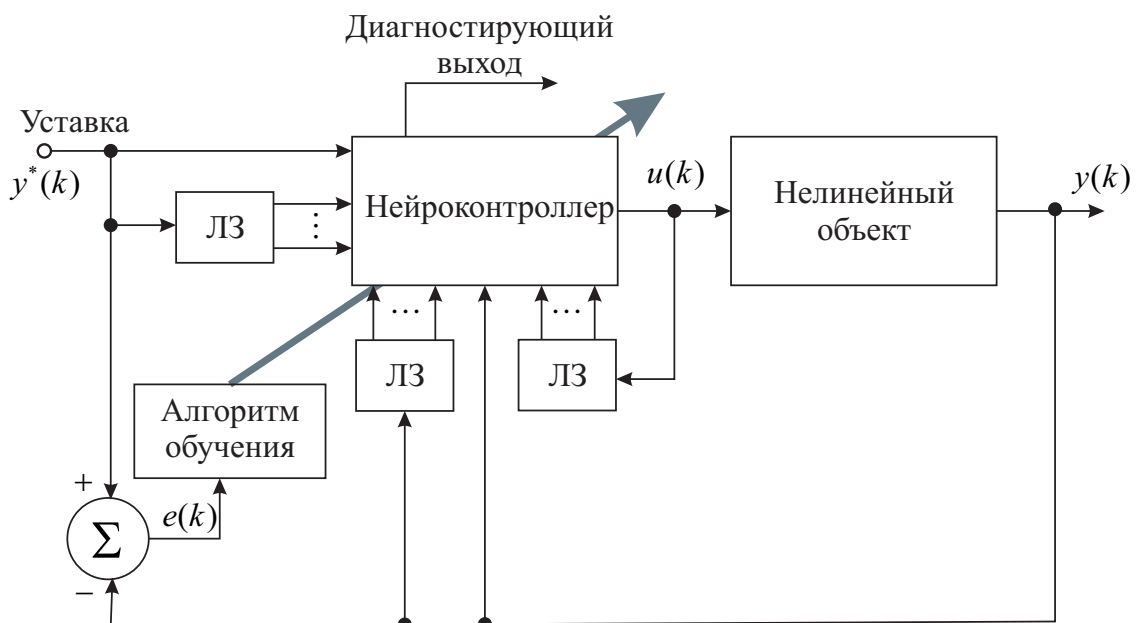 Диагностирующий
выход
Уставка
y*(k)
ЛЗ
...
Нейроконтроллер
u(k)
Нелинейный
объект
y(k)
...
...
ЛЗ
ЛЗ
Алгоритм
обучения
+
Σ
e(k)
−